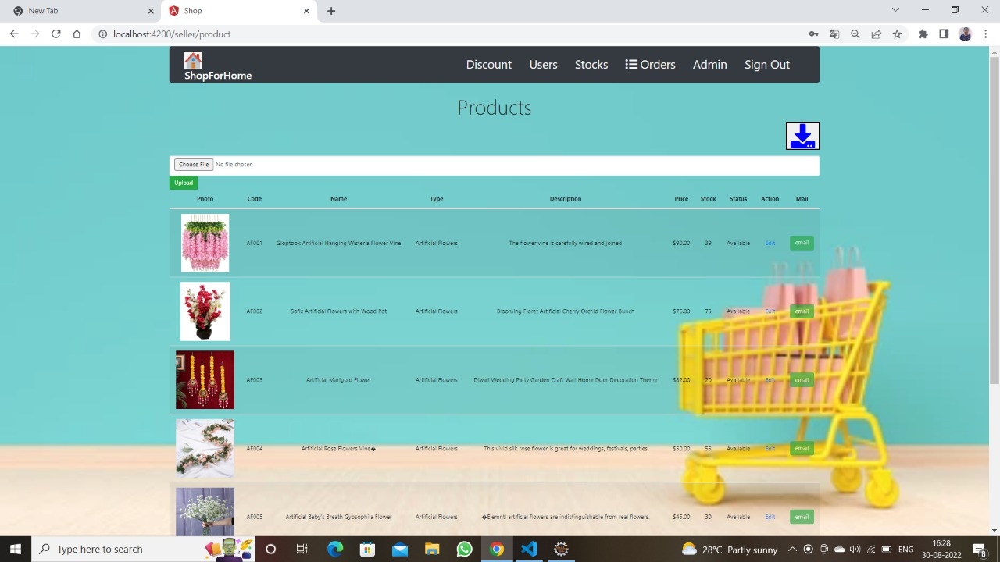 New Tab
Shop
localhost:4200/seller/product
ShopForHome
Discount Users Stocks Orders Admin Sign Out
Products
Choose File No file chosen
Upload
Photo Code Name Type Description Price Stock Status Action Mail
AF001 Gioptook Artificial Hanging Wisteria Flower Vine Artificial Flowers The flower vine is carefully wired and joined $90.00 39 Available Edit email
AF002 Sofix Artificial Flowers with Wood Pot Artificial Flowers Blooming Floret Artificial Cherry Orchid Flower Bunch $76.00 75 Available Edit email
AF003 Artificial Marigold Flower Artificial Flowers Diwali Wedding Party Garden Craft Wall Home Door Decoration Theme $82.00 20 Available Edit email
AF004 Artificial Rose Flowers Vine� Artificial Flowers This vivid silk rose flower is great for weddings, festivals, parties $50.00 55 Available Edit email
AF005 Artificial Baby's Breath Gypsophila Flower Artificial Flowers �Elemnti artificial flowers are indistinguishable from real flowers. $45.00 30 Available Edit email
Type here to search
28°C Partly sunny
ENG
16:28
30-08-2022
8